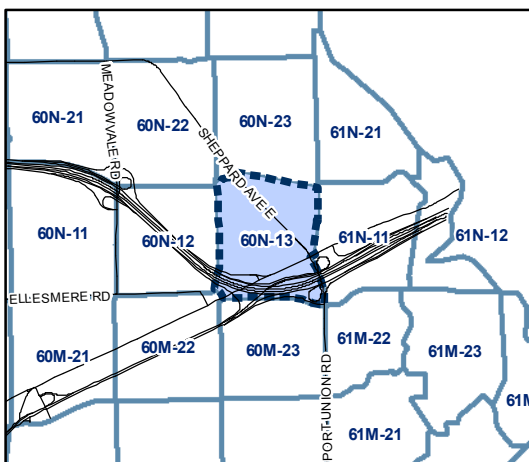 MEADOWVALE RD
60N-21
60N-22
SHEPPARD AVE E
60N-23
61N-21
60N-11
60N-12
60N-13
61N-11
61N-12
ELLESMERE RD
60M-21
60M-22
60M-23
61M-22
61M-23
61M
PORT UNION RD
61M-21